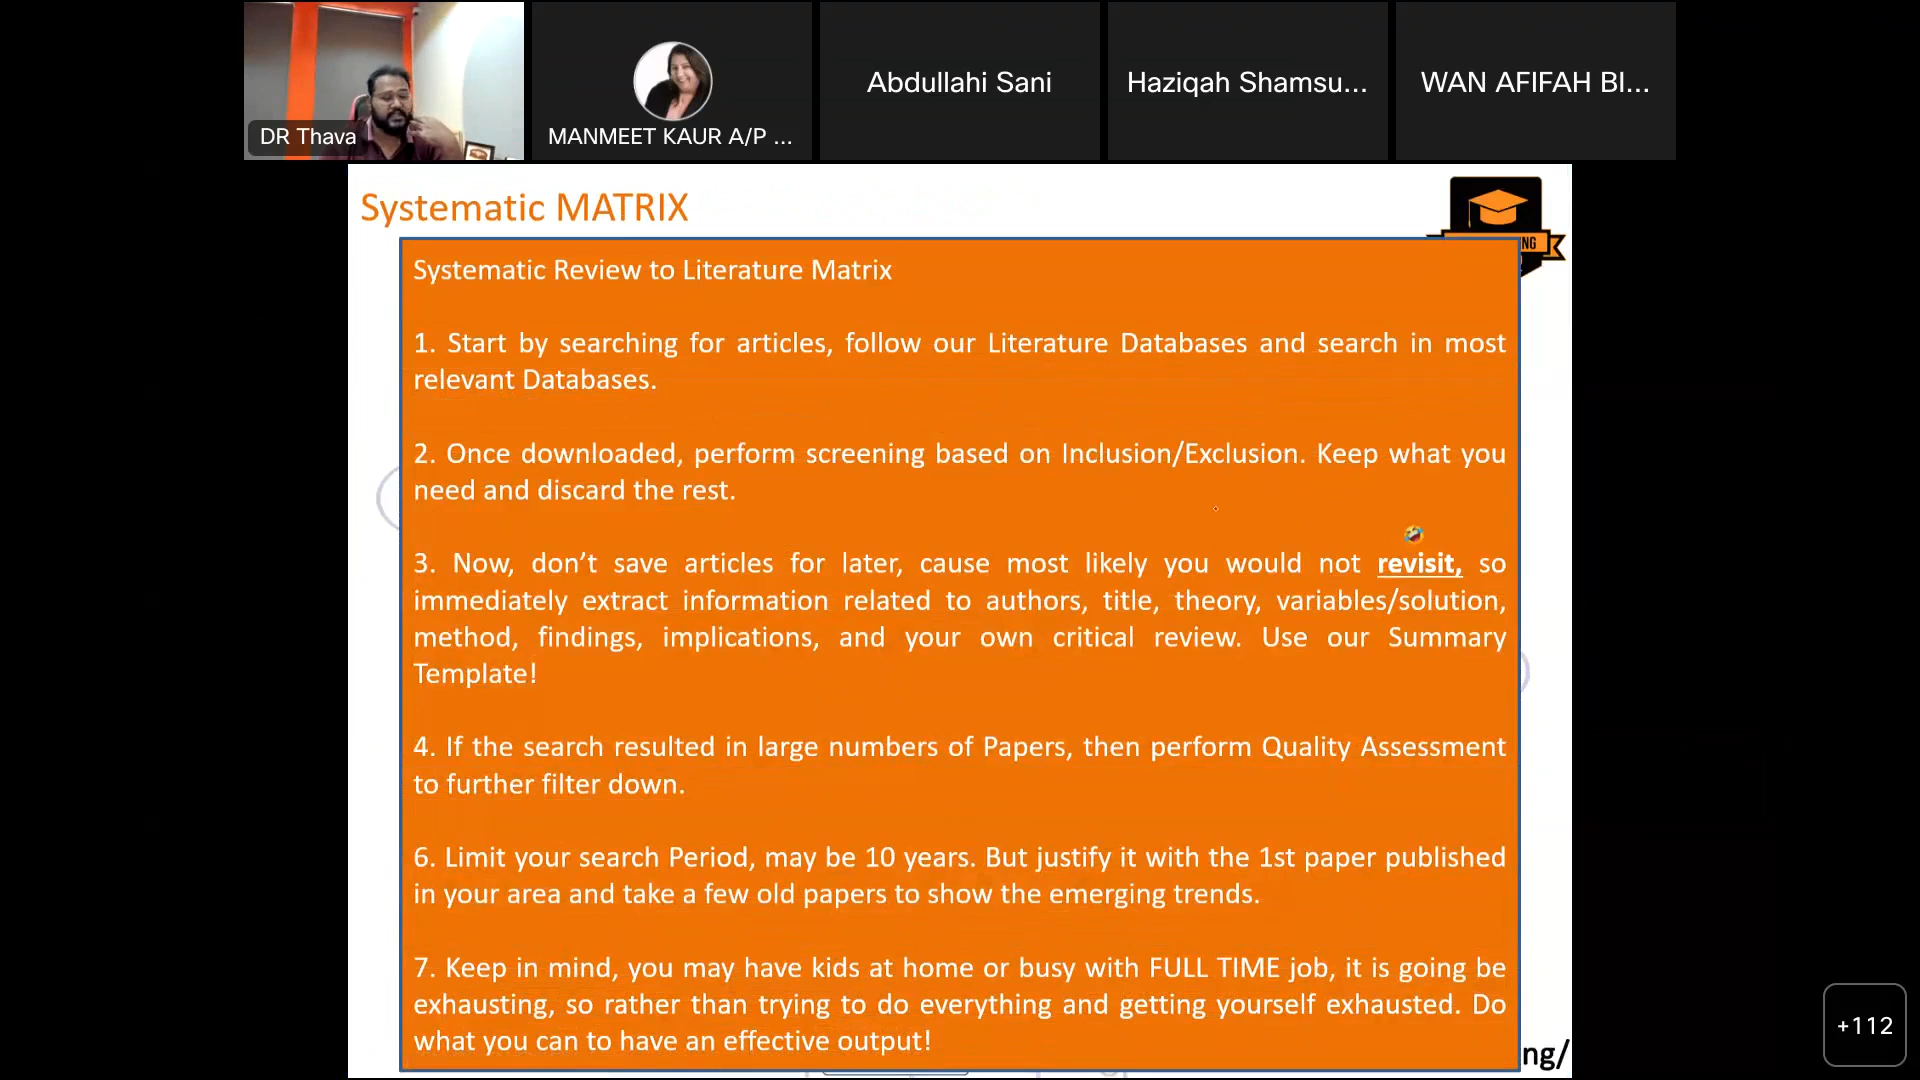 DR Thava
MANMEET KAUR A/P ...
Abdullahi Sani
Haziqah Shamsu...
WAN AFIFAH BI...
Systematic MATRIX
NG
Systematic Review to Literature Matrix
1. Start by searching for articles, follow our Literature Databases and search in most
relevant Databases.
2. Once downloaded, perform screening based on Inclusion/Exclusion. Keep what you
need and discard the rest.
3. Now, don’t save articles for later, cause most likely you would not revisit, so
immediately extract information related to authors, title, theory, variables/solution,
method, findings, implications, and your own critical review. Use our Summary
Template!
4. If the search resulted in large numbers of Papers, then perform Quality Assessment
to further filter down.
6. Limit your search Period, may be 10 years. But justify it with the 1st paper published
in your area and take a few old papers to show the emerging trends.
7. Keep in mind, you may have kids at home or busy with FULL TIME job, it is going be
exhausting, so rather than trying to do everything and getting yourself exhausted. Do
what you can to have an effective output!
ng/
+112